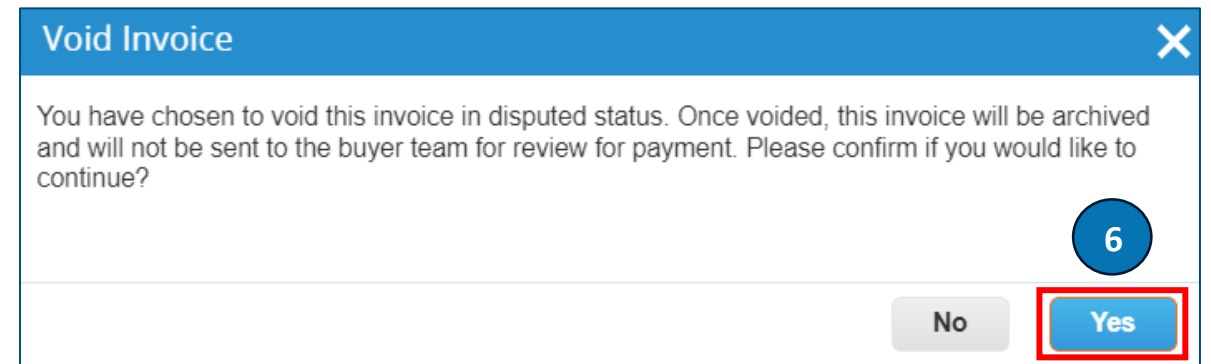 Void Invoice
You have chosen to void this invoice in disputed status. Once voided, this invoice will be archived
and will not be sent to the buyer team for review for payment. Please confirm if you would like to
continue?
6
No Yes